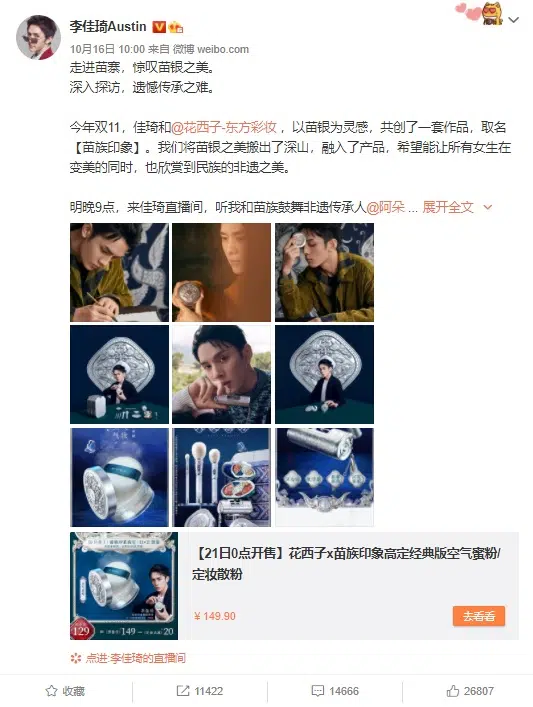 李佳琦Austin
10月16日 10:00 来自 微博 weibo.com
走进苗寨，惊叹苗银之美。
深入探访，遗憾传承之难。
今年双11，佳琦和@花西子-东方彩妆 ，以苗银为灵感，共创了一套作品，取名
【苗族印象】。我们将苗银之美搬出了深山，融入了产品，希望能让所有女生在
变美的同时，也欣赏到民族的非遗之美。
明晚9点，来佳琦直播间，听我和苗族鼓舞非遗传承人@阿朵 ... 展开全文
【21日0点开售】花西子x苗族印象高定经典版空气蜜粉/
定妆散粉
¥ 149.90
去看看
129
149
20
点进:李佳琦的直播间
收藏
11422
14666
26807